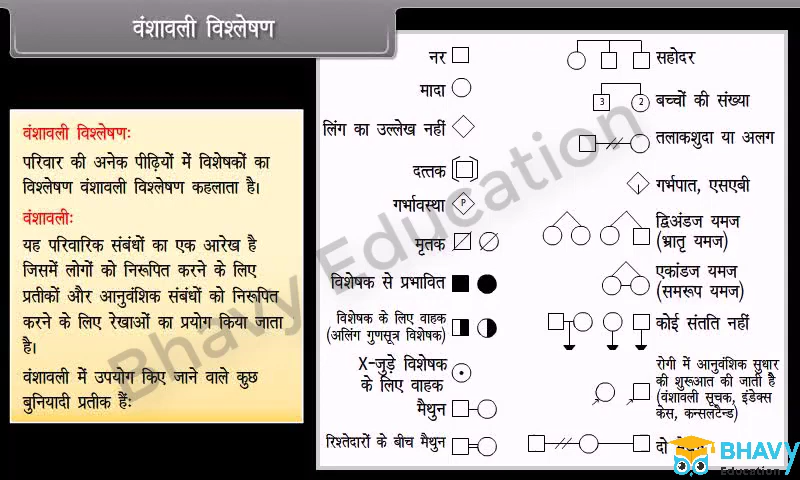 वंशावली विश्लेषण
वंशावली विश्लेषण:
परिवार की अनेक पीढ़ियों में विशेषकों का
विश्लेषण वंशावली विश्लेषण कहलाता है।
वंशावली:
यह परिवारिक संबंधों का एक आरेख है
जिसमें लोगों को निरूपित करने के लिए
प्रतीकों और आनुवंशिक संबंधों को निरूपित
करने के लिए रेखाओं का प्रयोग किया जाता
है।
वंशावली में उपयोग किए जाने वाले कुछ
बुनियादी प्रतीक हैं:
नर
मादा
लिंग का उल्लेख नहीं
दत्तक
गर्भावस्था
P
मृतक
विशेषक से प्रभावित
विशेषक के लिए वाहक
(अलिंग गुणसूत्र विशेषक)
X-जुड़े विशेषक
के लिए वाहक
मैथुन
रिश्तेदारों के बीच मैथुन
सहोदर
3 2
बच्चों की संख्या
तलाकशुदा या अलग
गर्भपात, एसएबी
द्विअंडज यमज
(भ्रातृ यमज)
एकांडज यमज
(समरूप यमज)
कोई संतति नहीं
रोगी में आनुवंशिक सुधार
की शुरूआत की जाती है
(वंशावली सूचक, इंडेक्स
केस, कन्सलटैन्ड)
दो
Bhavy Education
BHAVY
Education